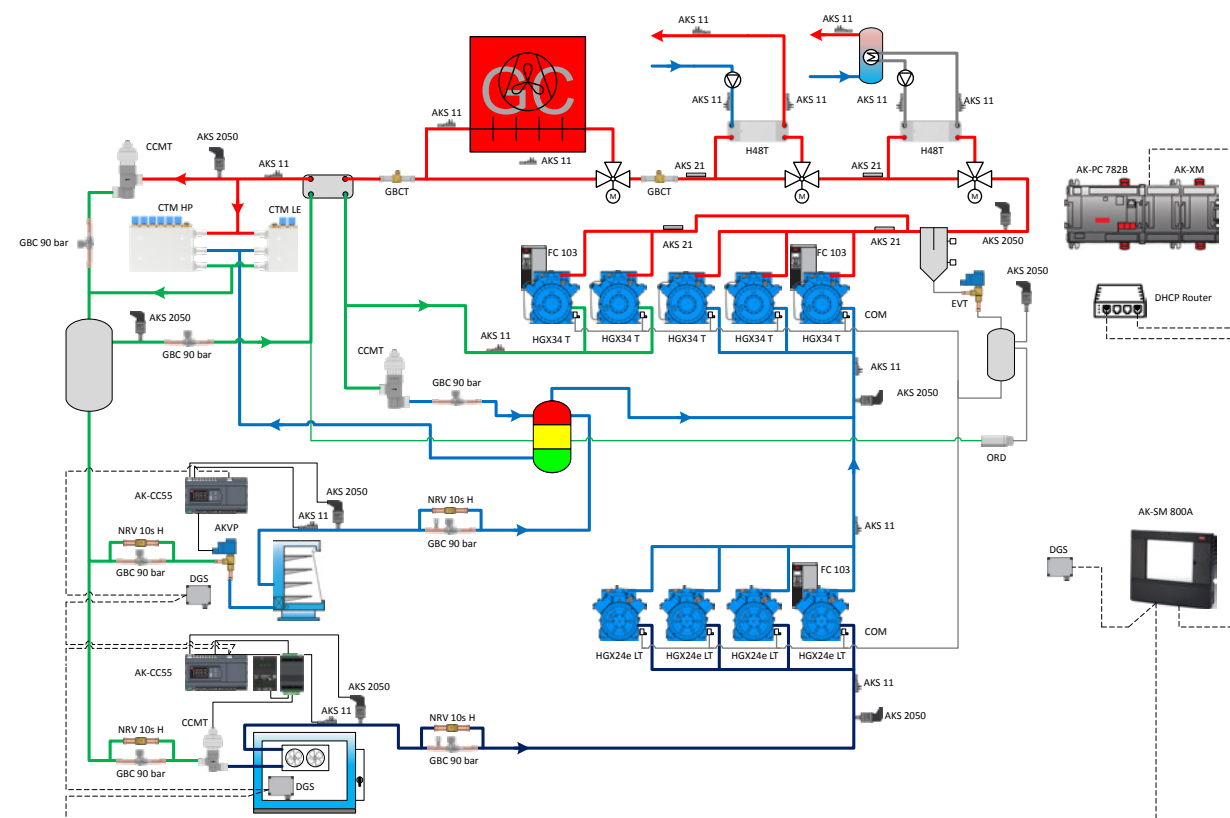 AKS 11
AKS 11
GC
AKS 11
AKS 11
AKS 11
AKS 11
AKS 11
AKS 11
H48T
H48T
CCMT
AKS 2050
AKS 11
GBCT
GBCT
AKS 21
AKS 21
M
M
M
M
AK-PC 782B
AK-XM
CTM HP
CTM LE
GBC 90 bar
AKS 21
AKS 21
AKS 2050
FC 103
FC 103
EVT
AKS 2050
DHCP Router
AKS 2050
GBC 90 bar
AKS 11
HGX34 T
HGX34 T
HGX34 T
HGX34 T
HGX34 T
COM
CCMT
GBC 90 bar
AKS 11
AKS 2050
ORD
AK-CC55
AKS 2050
AKS 11
NRV 10s H
GBC 90 bar
AKS 11
NRV 10s H
AKVP
GBC 90 bar
DGS
AK-SM 800A
DGS
FC 103
COM
HGX24e LT
HGX24e LT
HGX24e LT
HGX24e LT
AK-CC55
AKS 2050
AKS 11
AKS 11
AKS 2050
NRV 10s H
CCMT
GBC 90 bar
NRV 10s H
GBC 90 bar
DGS